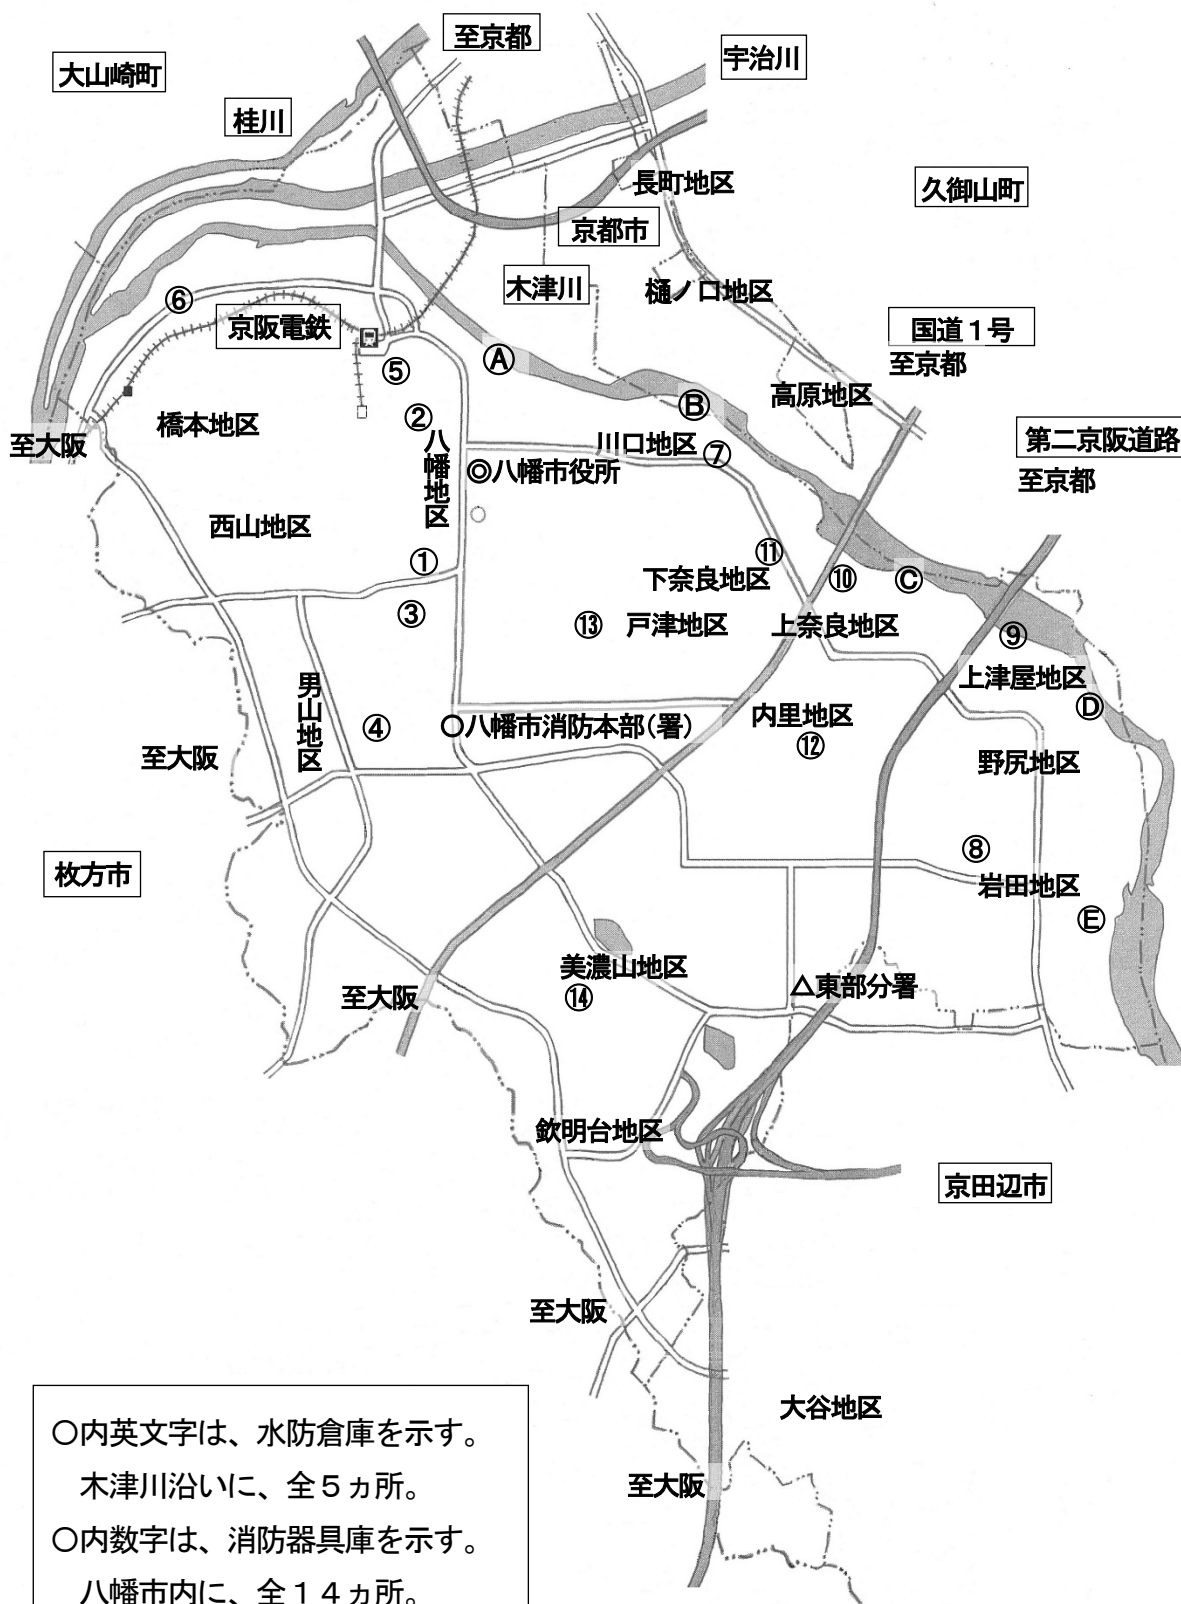 至京都
宇治川
大山崎町
桂川
長町地区
久御山町
京都市
木津川
樋ノ口地区
⑥
京阪電鉄
国道１号
至京都
Ⓐ
⑤
高原地区
Ⓑ
②
橋本地区
至大阪
八幡地区
川口地区
⑦
第二京阪道路
至京都
◎八幡市役所
西山地区
①
⑪
下奈良地区
⑩
Ⓒ
③
⑬
戸津地区
上奈良地区
⑨
上津屋地区
男山地区
Ⓓ
④
○八幡市消防本部(署)
内里地区
⑫
至大阪
野尻地区
⑧
枚方市
岩田地区
Ⓔ
美濃山地区
⑭
至大阪
△東部分署
欽明台地区
京田辺市
至大阪
大谷地区
至大阪
○内英文字は、水防倉庫を示す。
木津川沿いに、全５ヵ所。
○内数字は、消防器具庫を示す。
八幡市内に、全１４ヵ所。